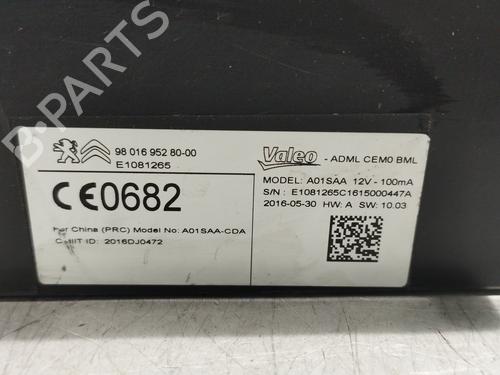 B-PARTS
98 016 952 80-00
E1081265
CE0682
For China (PRC) Model No: A01SAA-CDA
CMIIT ID: 2016DJ0472
Valeo - ADML CEM0 BML
MODEL: A01SAA 12V - 100mA
S/N : E1081265C1615000447A
2016-05-30 HW: A SW: 10.03